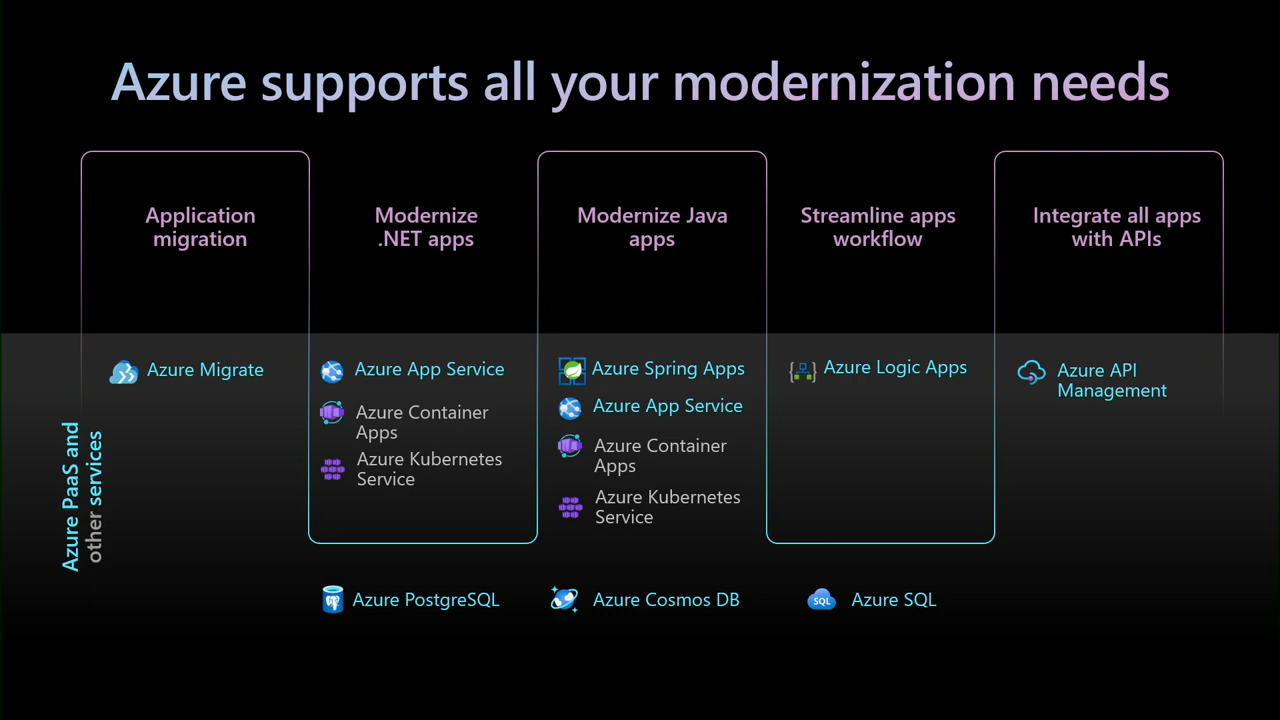 Azure supports all your modernization needs
Application
migration
Modernize
.NET apps
Modernize Java
apps
Streamline apps
workflow
Integrate all apps
with APIs
Azure PaaS and
other services
Azure Migrate
Azure App Service
Azure Container
Apps
Azure Kubernetes
Service
Azure Spring Apps
Azure App Service
Azure Container
Apps
Azure Kubernetes
Service
Azure Logic Apps
Azure API
Management
Azure PostgreSQL
Azure Cosmos DB
SQL
Azure SQL